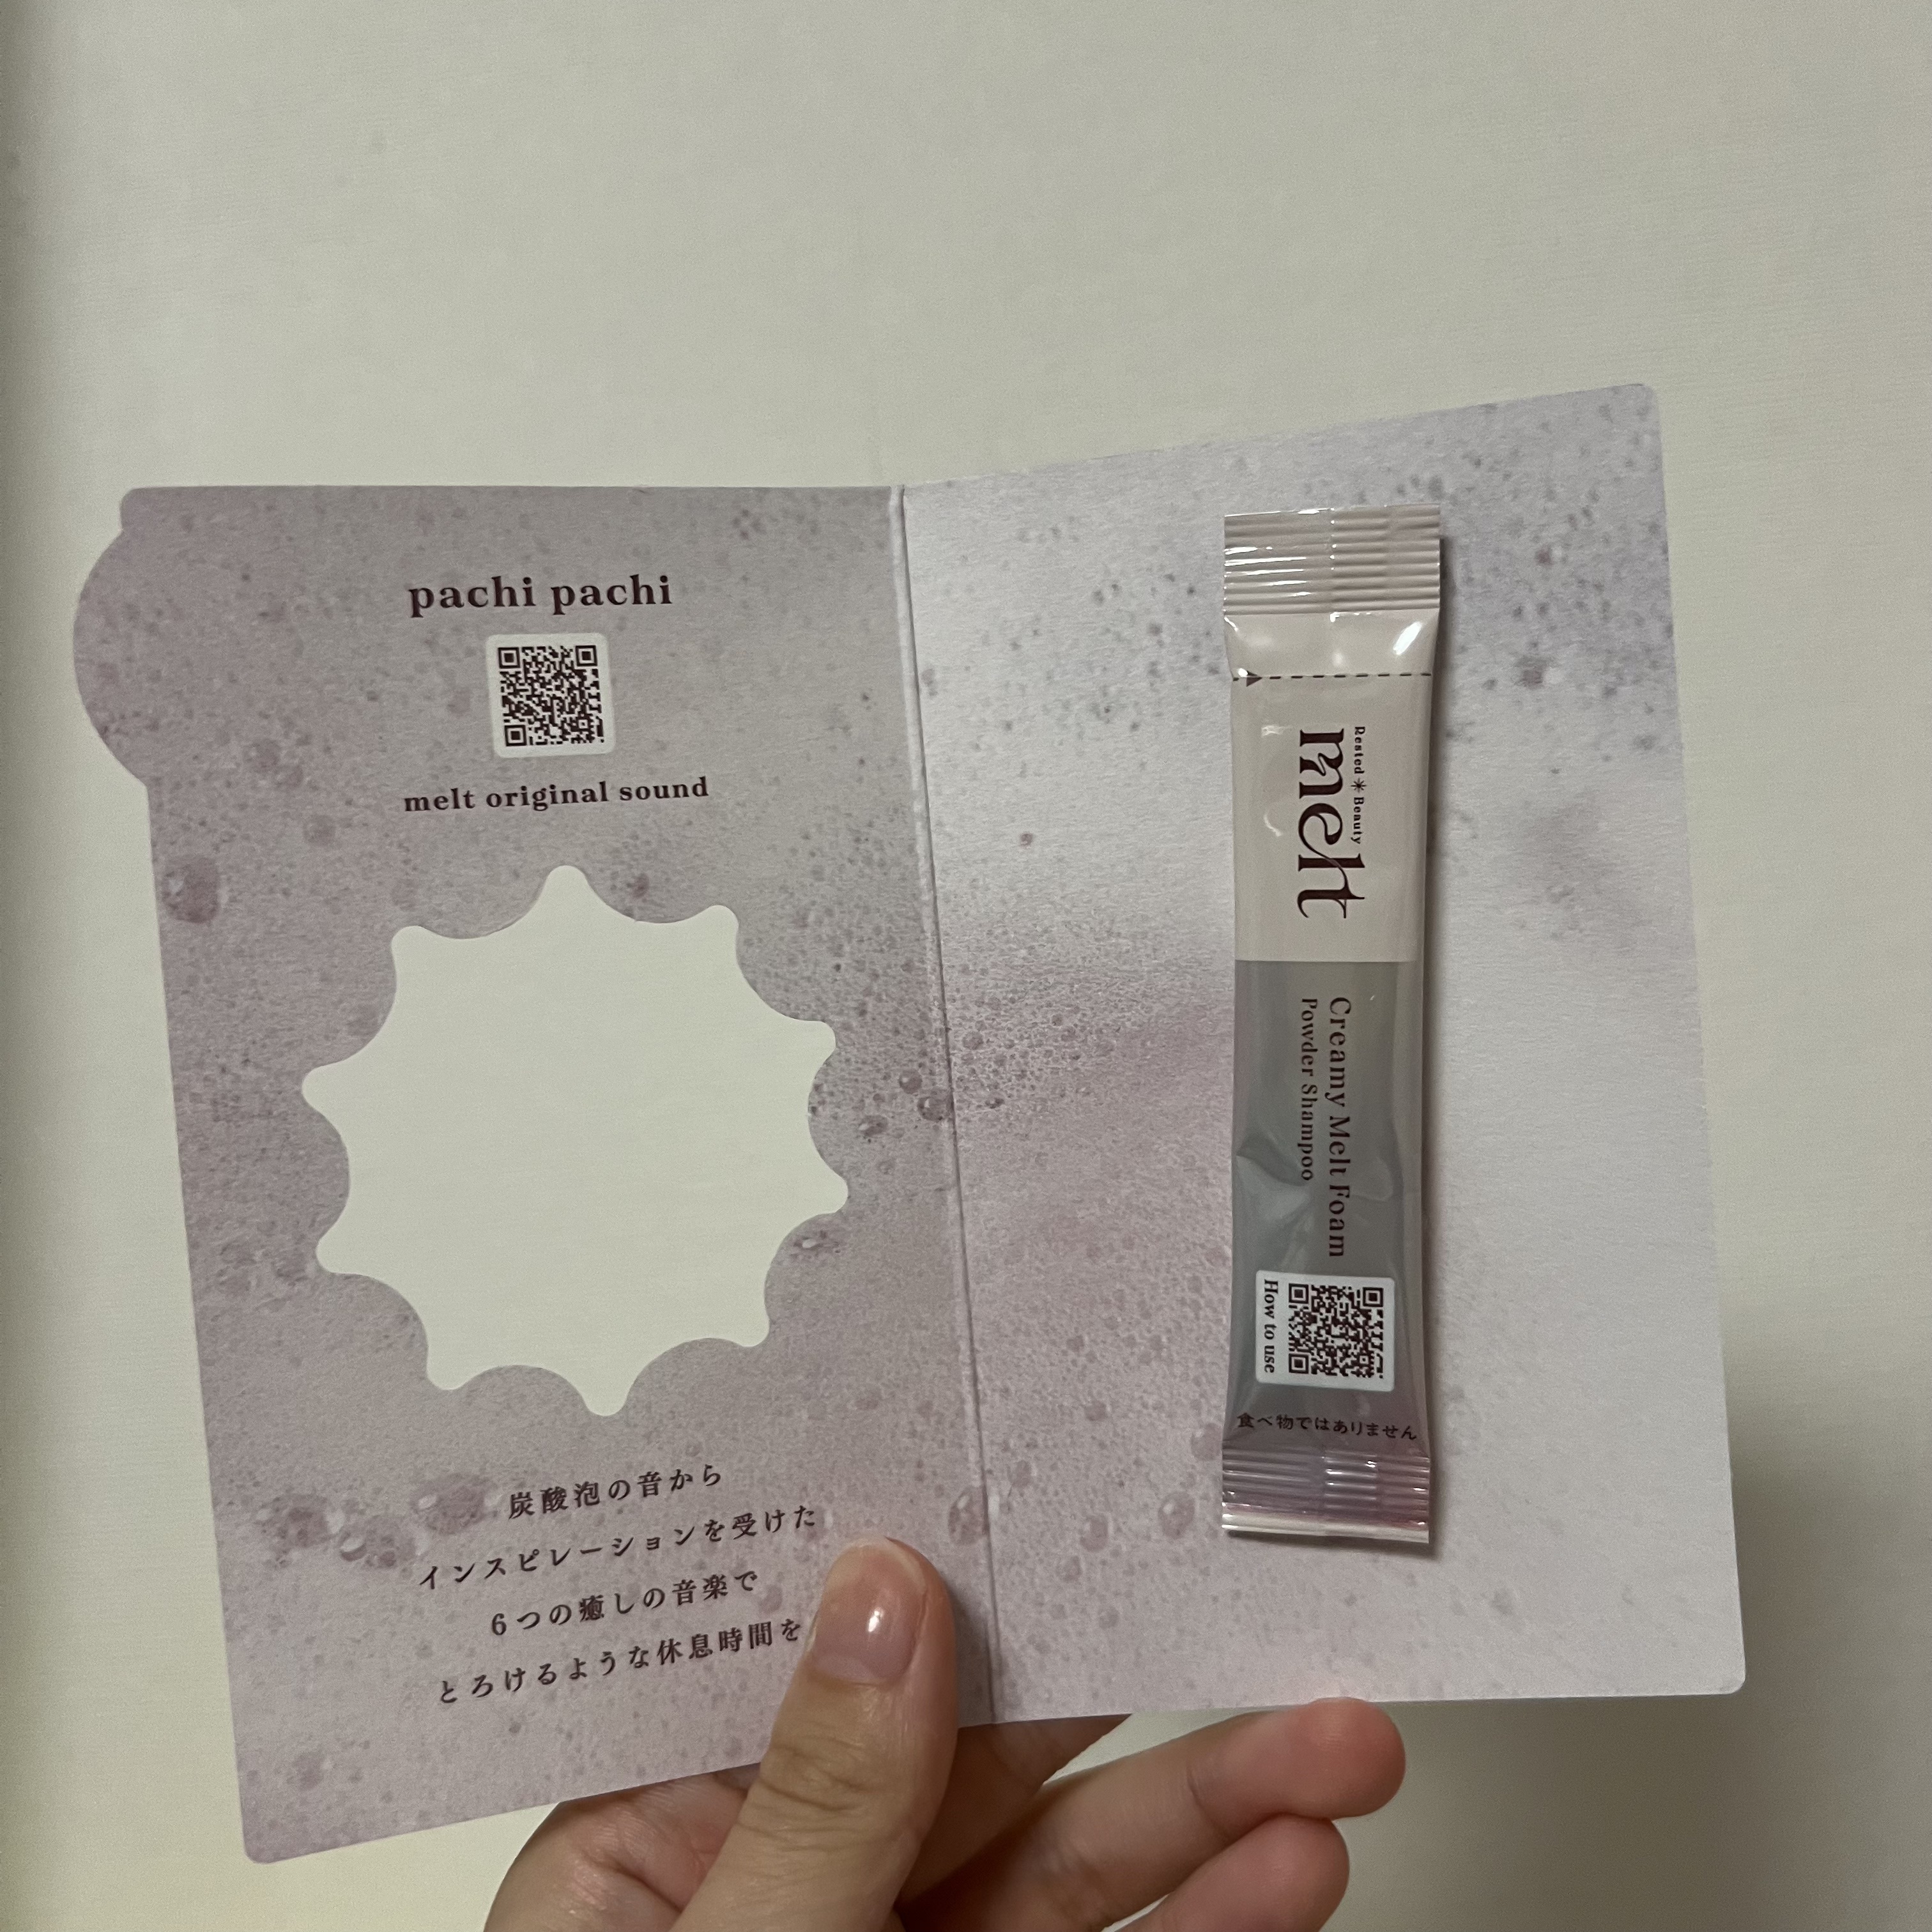 pachi pachi
melt original sound
炭酸泡の音から
インスピレーションを受けた
6つの癒しの音楽で
とろけるような休息時間を
Rested Beauty
melt
Creamy Melt Foam
Powder Shampoo
How to use
食べ物ではありません